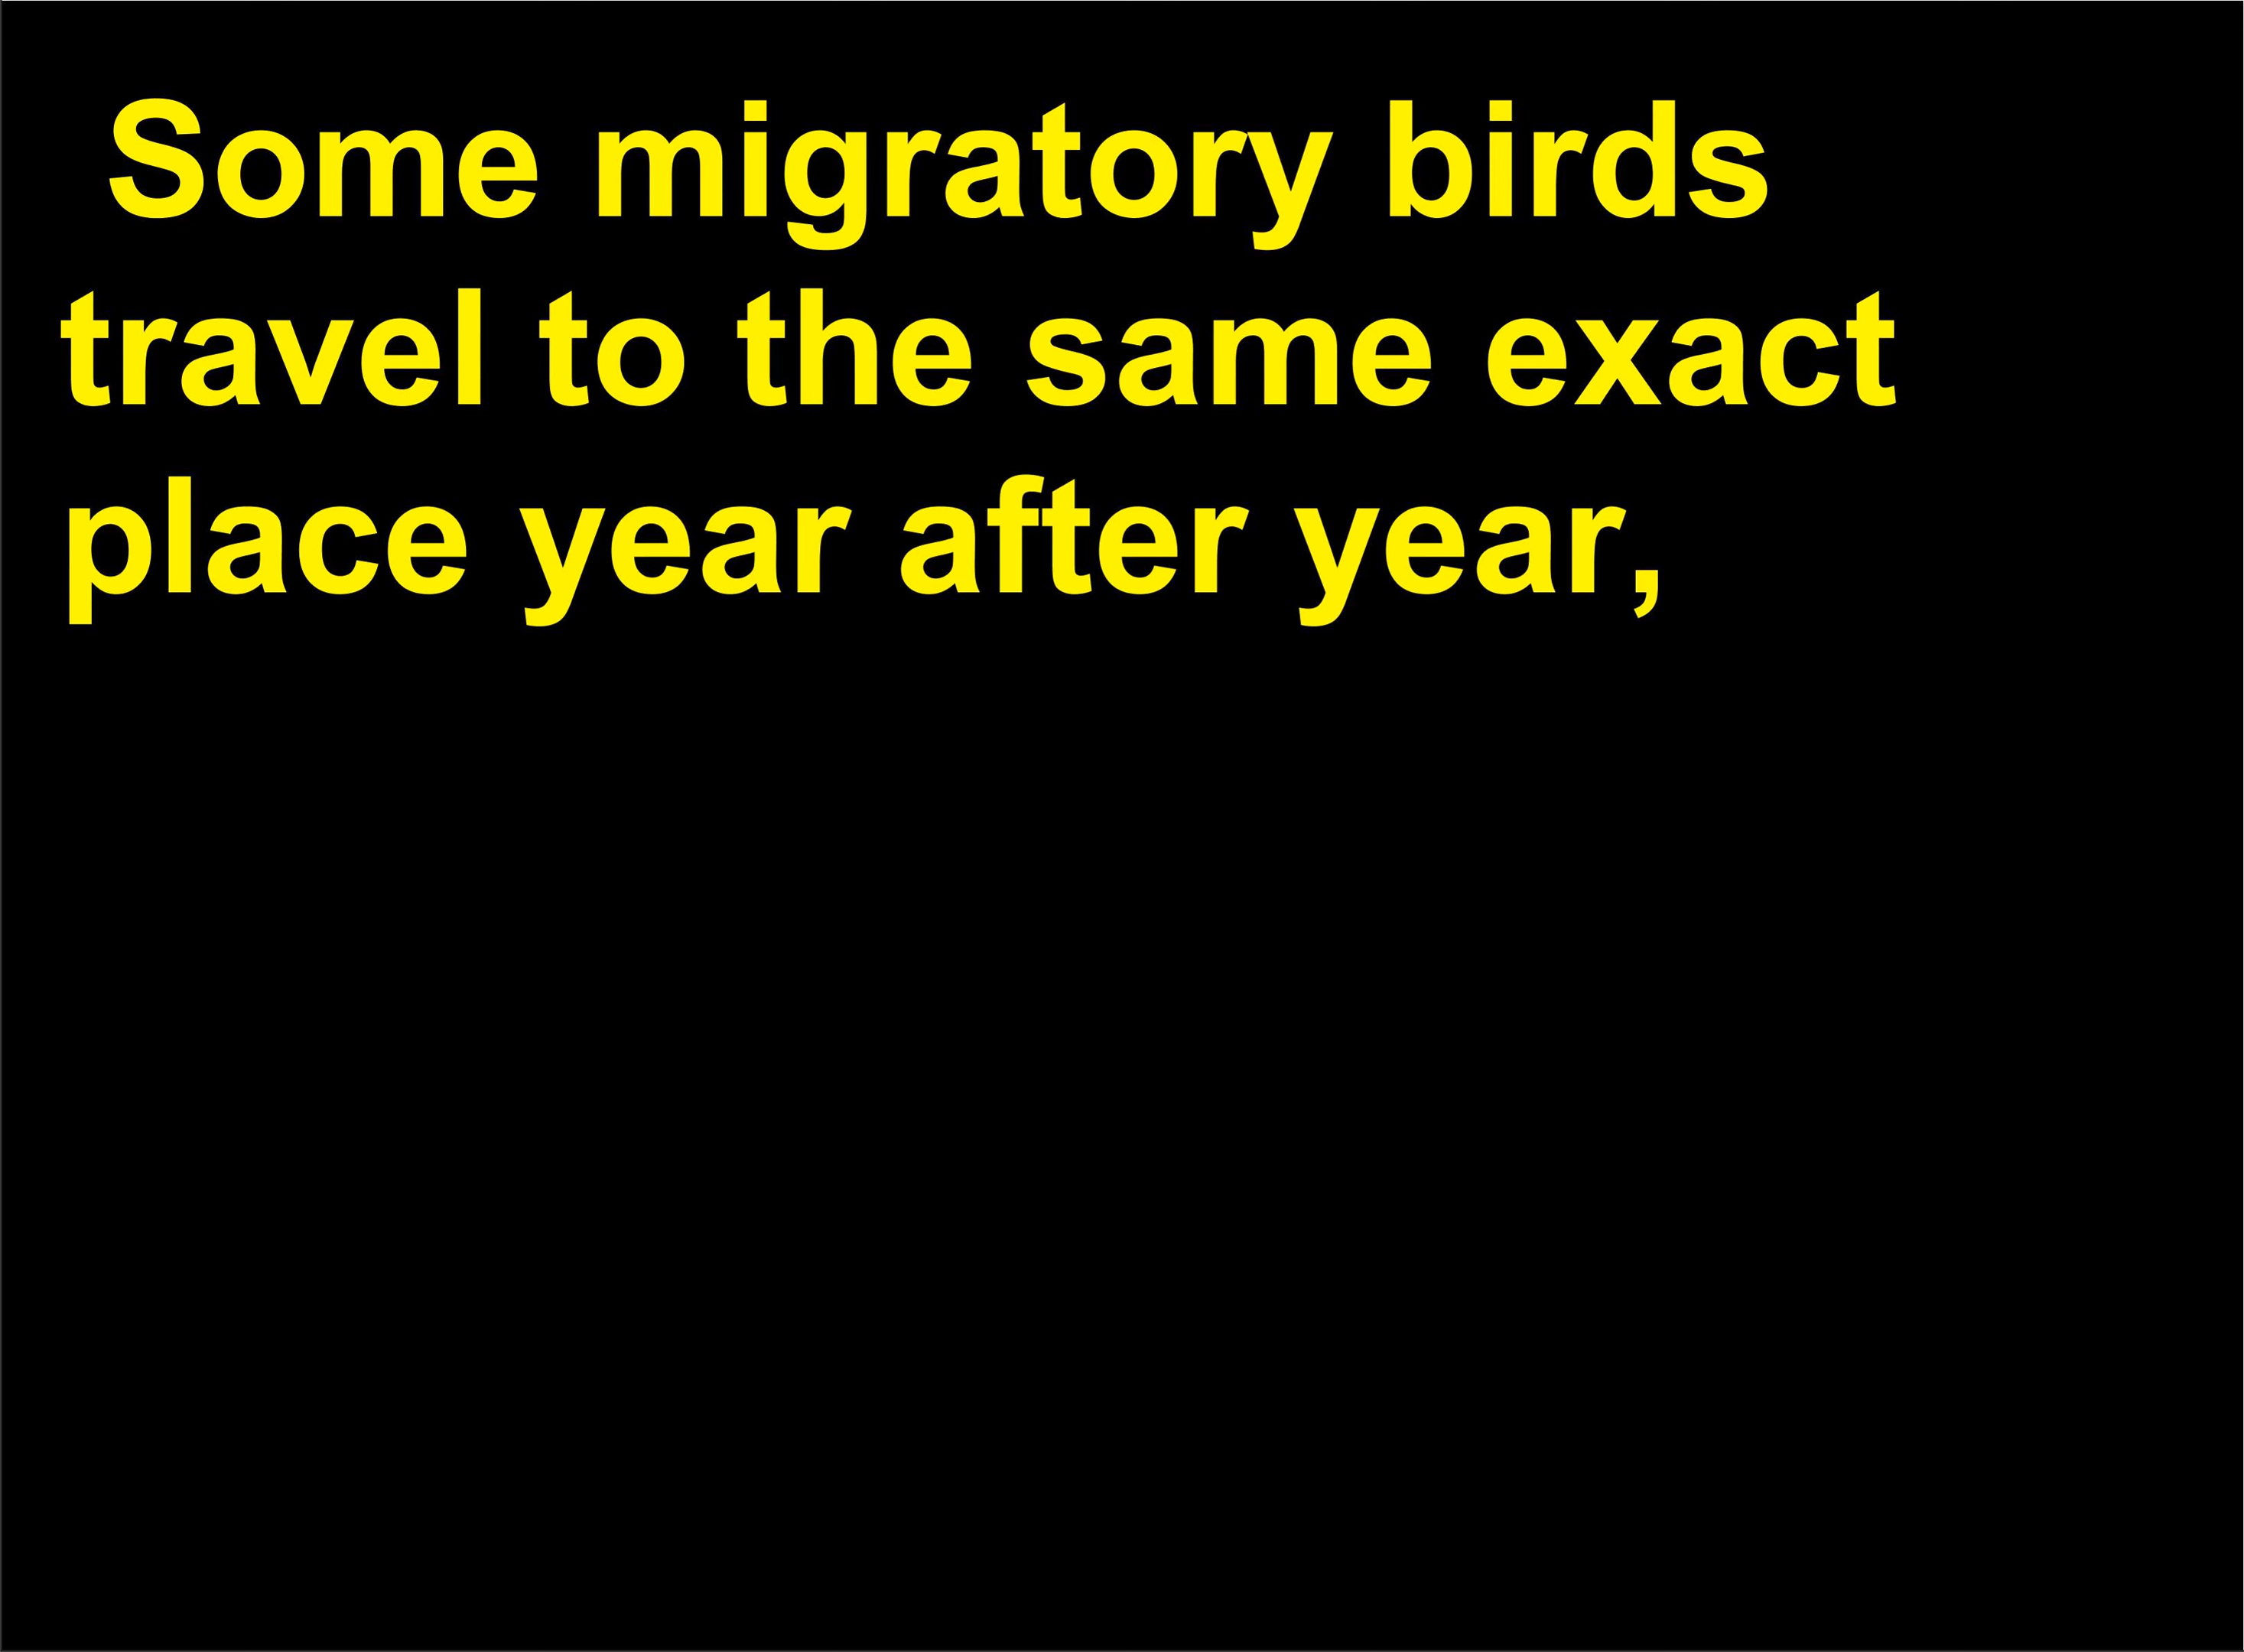 Some migratory birds
travel to the same exact
place year after year,